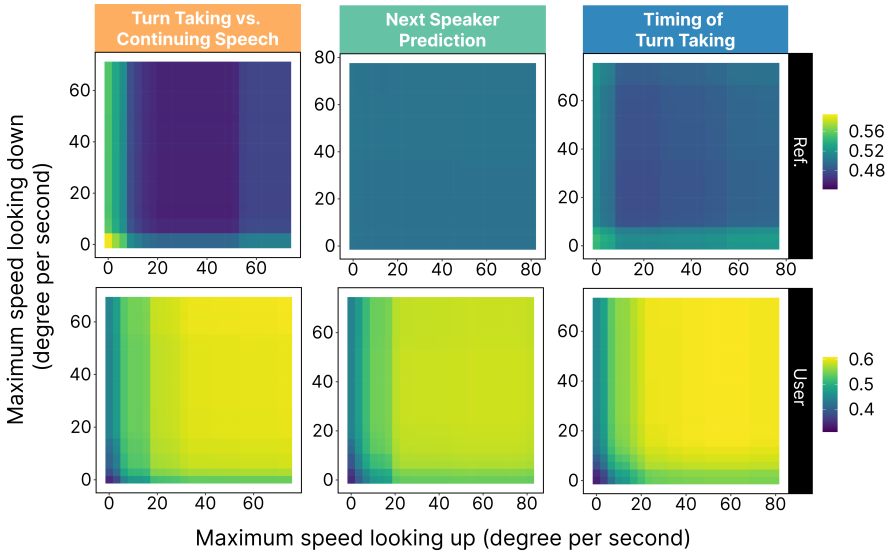 Turn Taking vs.
Continuing Speech
Next Speaker
Prediction
Timing of
Turn Taking
Maximum speed looking down
(degree per second)
60
40
20
0
0 20 40 60
80
60
40
20
0
0 20 40 60 80
60
40
20
0
0 20 40 60 80
Ref.
0.56
0.52
0.48
60
40
20
0
0 20 40 60
60
40
20
0
0 20 40 60 80
60
40
20
0
0 20 40 60 80
User
0.6
0.5
0.4
Maximum speed looking up (degree per second)